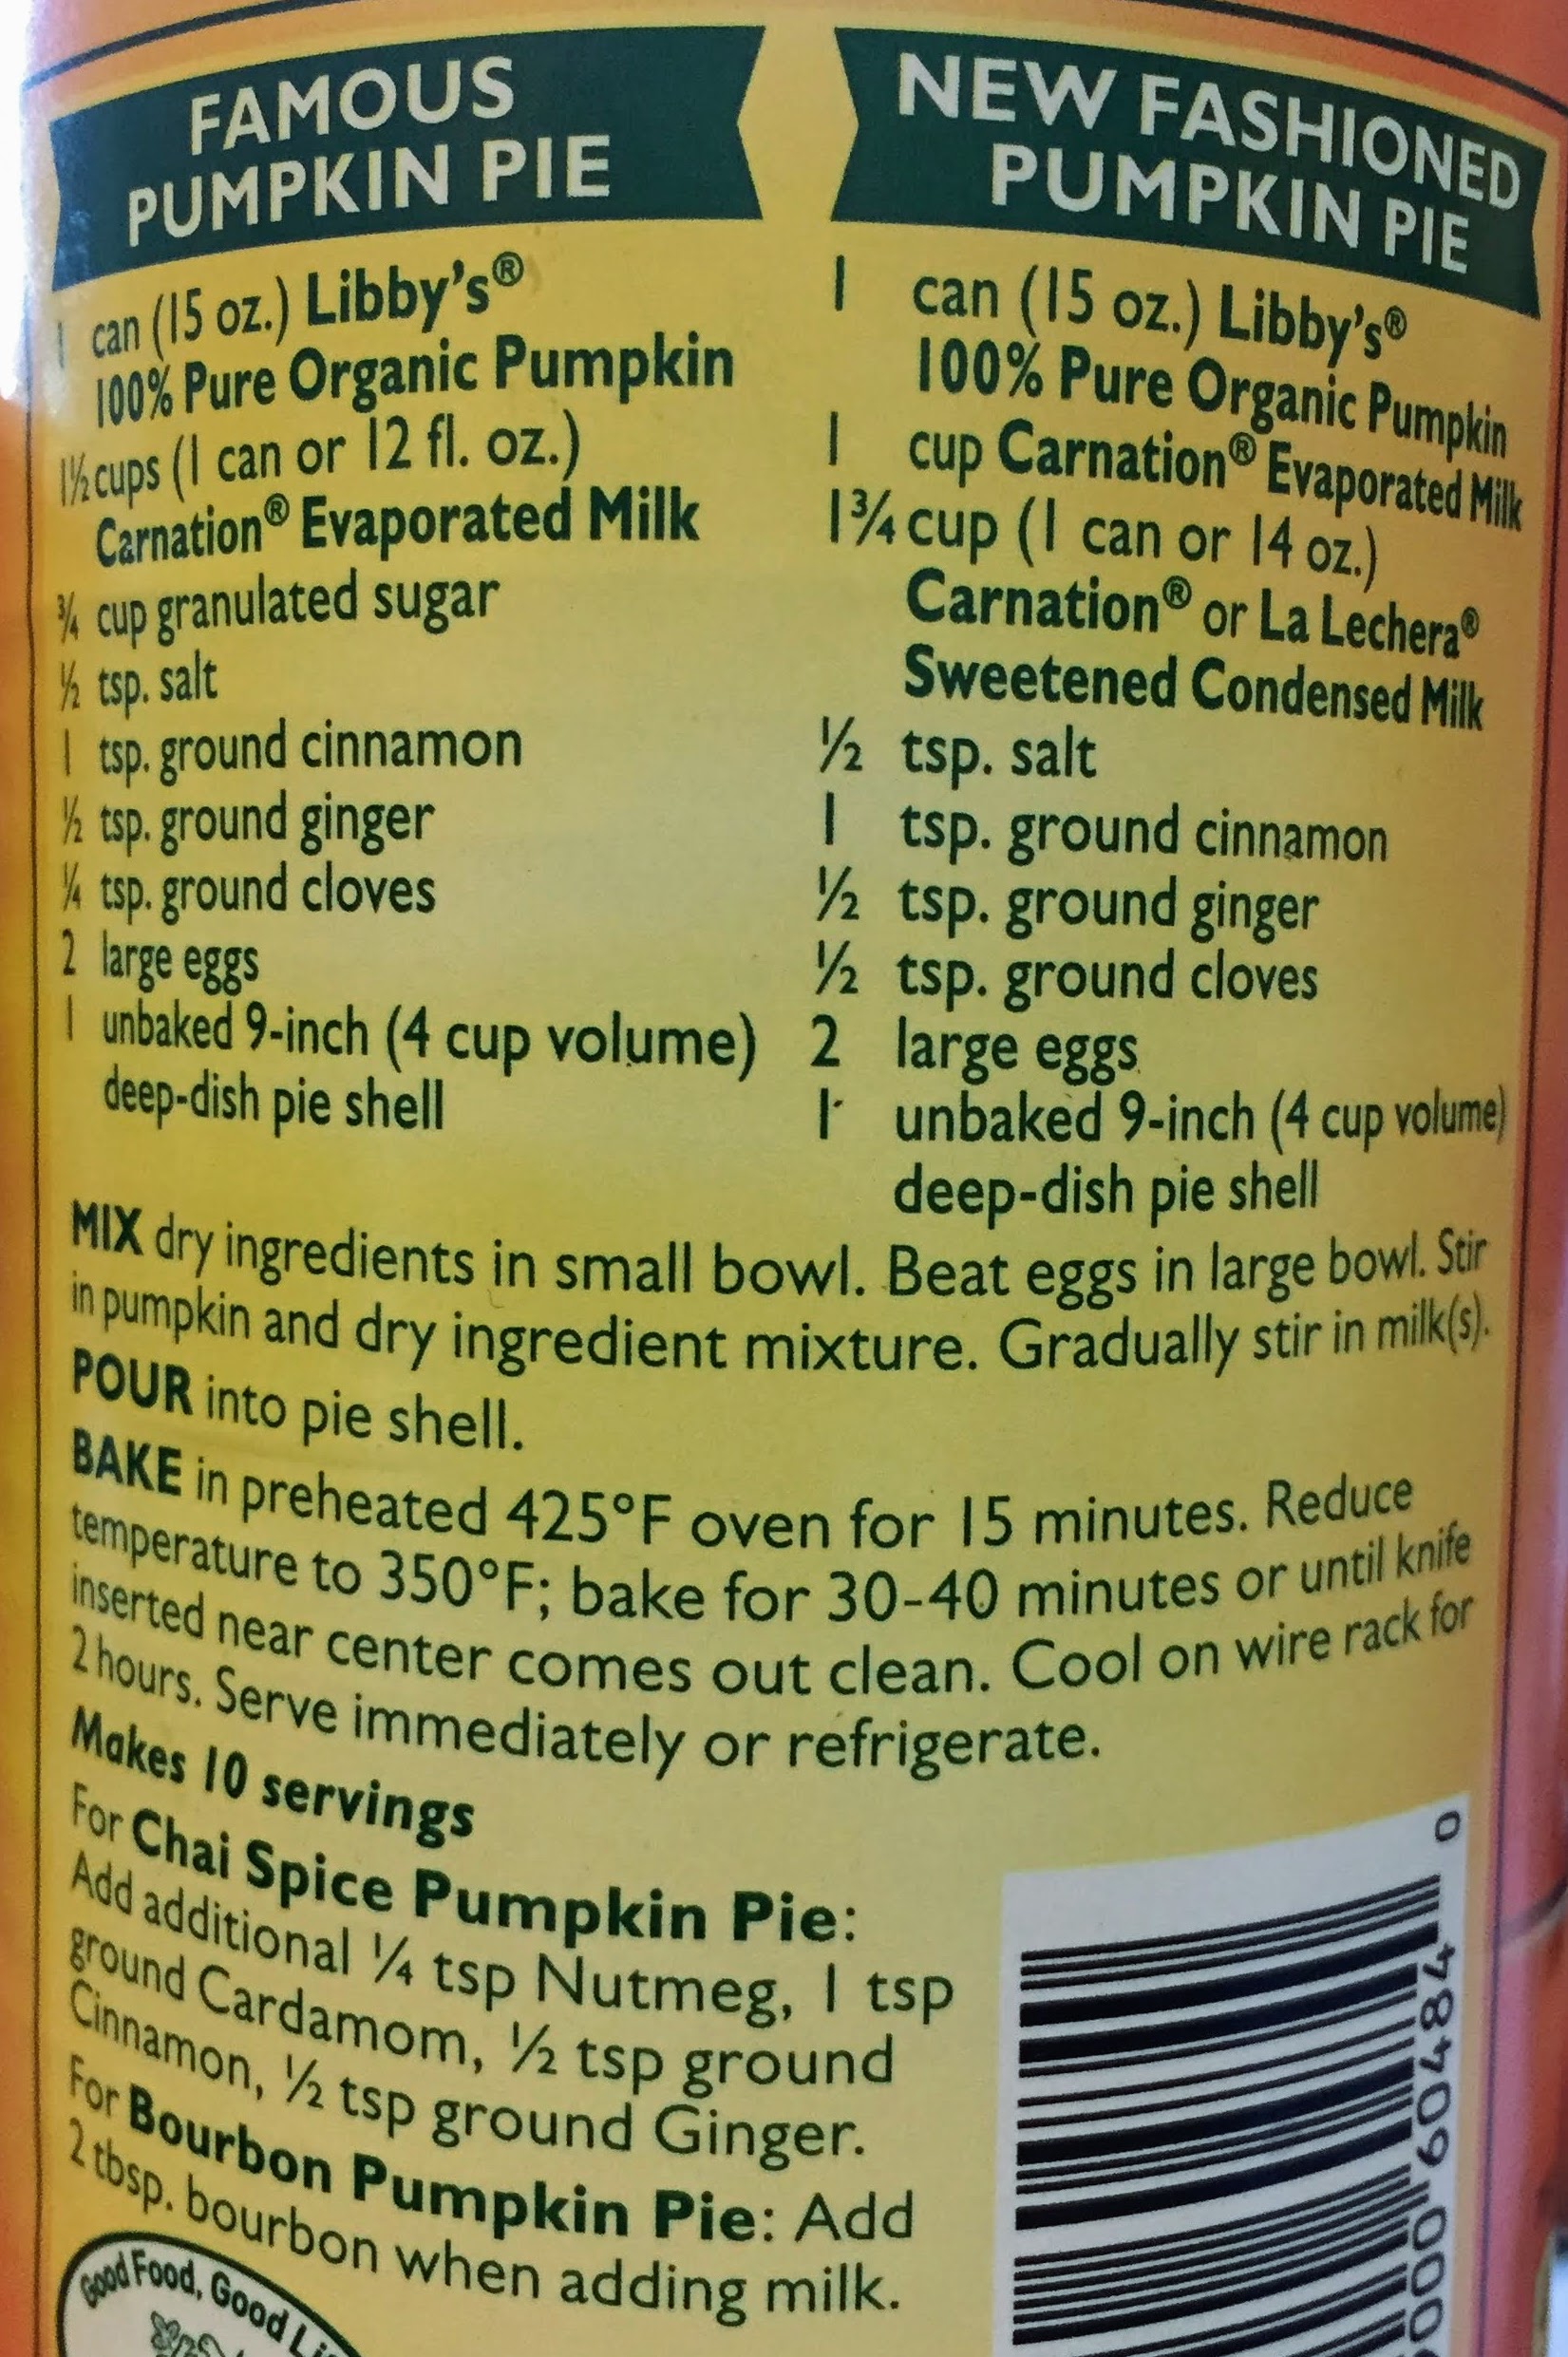 FAMOUS
PUMPKIN PIE
1 can (15 oz.) Libby's®
100% Pure Organic Pumpkin
1½ cups (1 can or 12 fl. oz.)
Carnation® Evaporated Milk
¾ cup granulated sugar
½ tsp. salt
1 tsp. ground cinnamon
½ tsp. ground ginger
¼ tsp. ground cloves
2 large eggs
1 unbaked 9-inch (4 cup volume)
deep-dish pie shell
NEW FASHIONED
PUMPKIN PIE
1 can (15 oz.) Libby's®
100% Pure Organic Pumpkin
1 cup Carnation® Evaporated Milk
1¾ cup (1 can or 14 oz.)
Carnation® or La Lechera®
Sweetened Condensed Milk
½ tsp. salt
1 tsp. ground cinnamon
½ tsp. ground ginger
½ tsp. ground cloves
2 large eggs
1 unbaked 9-inch (4 cup volume)
deep-dish pie shell
MIX dry ingredients in small bowl. Beat eggs in large bowl. Stir
in pumpkin and dry ingredient mixture. Gradually stir in milk(s).
POUR into pie shell.
BAKE in preheated 425°F oven for 15 minutes. Reduce
temperature to 350°F; bake for 30-40 minutes or until knife
inserted near center comes out clean. Cool on wire rack for
2 hours. Serve immediately or refrigerate.
Makes 10 servings
For Chai Spice Pumpkin Pie:
Add additional ¼ tsp Nutmeg, 1 tsp
ground Cardamom, ½ tsp ground
Cinnamon, ½ tsp ground Ginger.
For Bourbon Pumpkin Pie: Add
2 tbsp. bourbon when adding milk.
Good Food, Good
0 48409 000